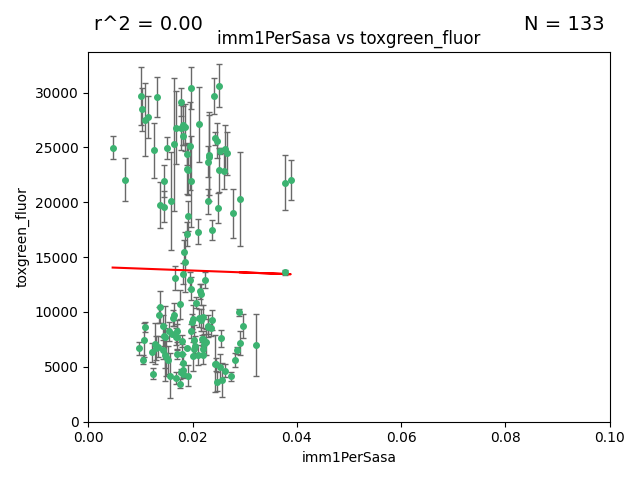 r^2 = 0.00
N = 133
imm1PerSasa vs toxgreen_fluor
toxgreen_fluor
30000
25000
20000
15000
10000
5000
0
0.00 0.02 0.04 0.06 0.08 0.10
imm1PerSasa